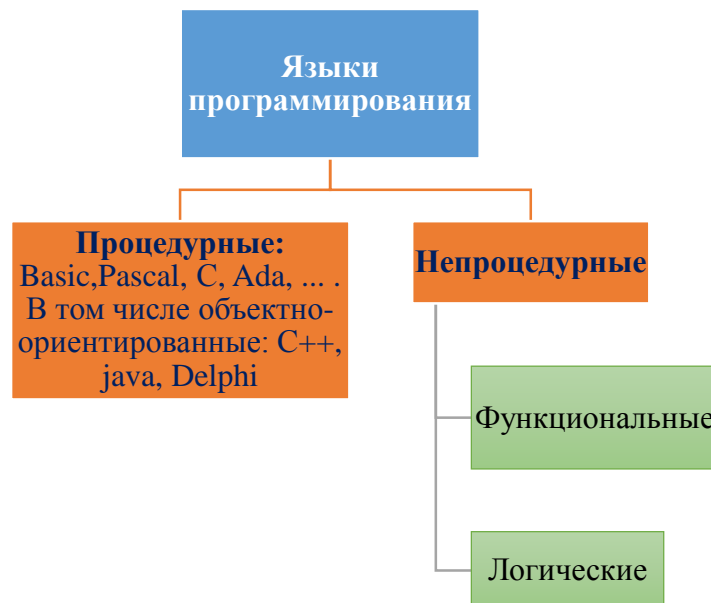 Языки
программирования
Процедурные:
Basic,Pascal, C, Ada, ... .
В том числе объектно-
ориентированные: C++,
java, Delphi
Непроцедурные
Функциональные
Логические